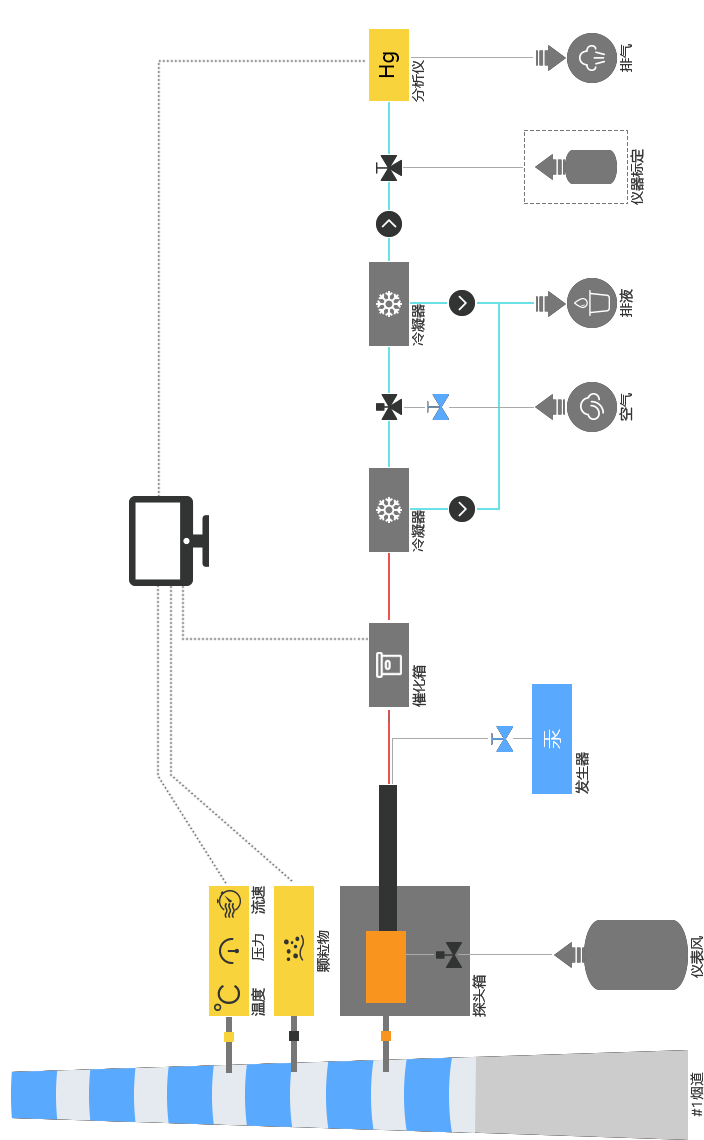 温度
压力
流速
颗粒物
Hg
催化箱
冷凝器
冷凝器
分析仪
探头箱
汞
发生器
空气
排液
仪器标定
排气
#1烟道
仪表风